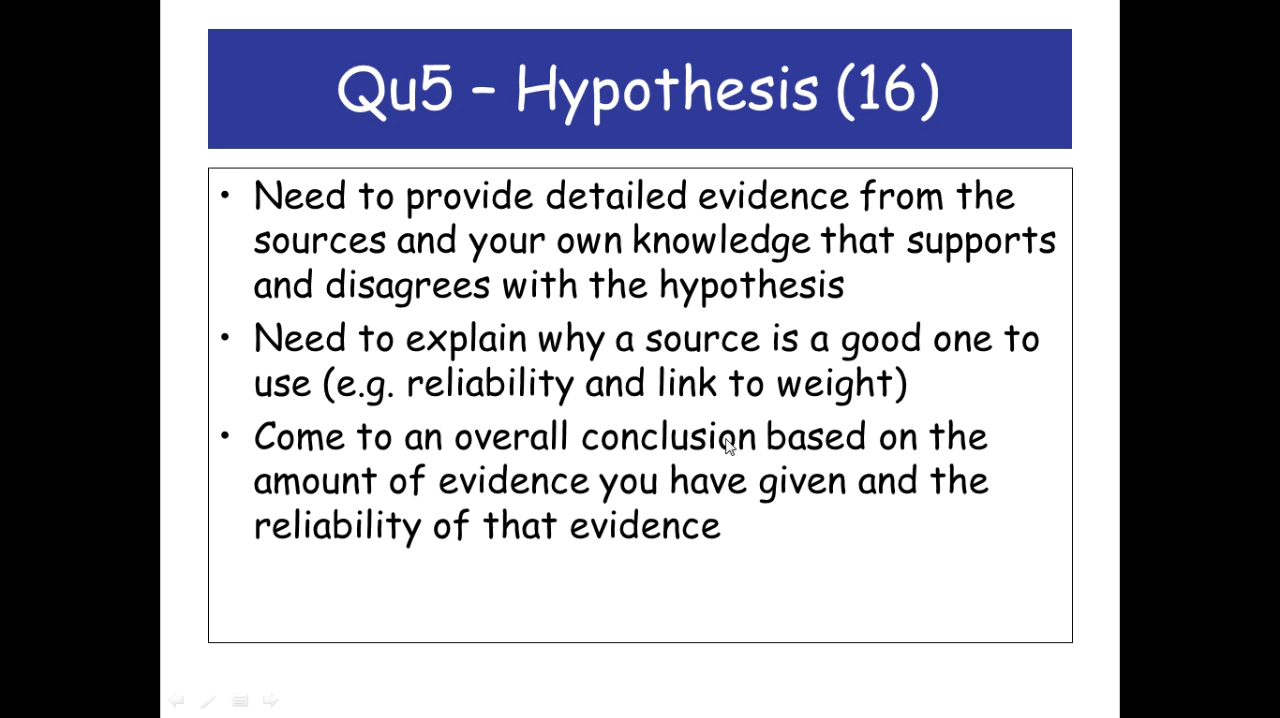 Qu5 – Hypothesis (16)
• Need to provide detailed evidence from the
sources and your own knowledge that supports
and disagrees with the hypothesis
• Need to explain why a source is a good one to
use (e.g. reliability and link to weight)
• Come to an overall conclusion based on the
amount of evidence you have given and the
reliability of that evidence